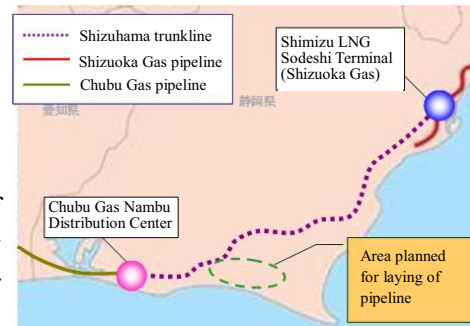 Shizuhama trunkline
Shizuoka Gas pipeline
Chubu Gas pipeline
Shimizu LNG
Sodeshi Terminal
(Shizuoka Gas)
愛知県
静岡県
Chubu Gas Nambu
Distribution Center
Area planned
for laying of
pipeline